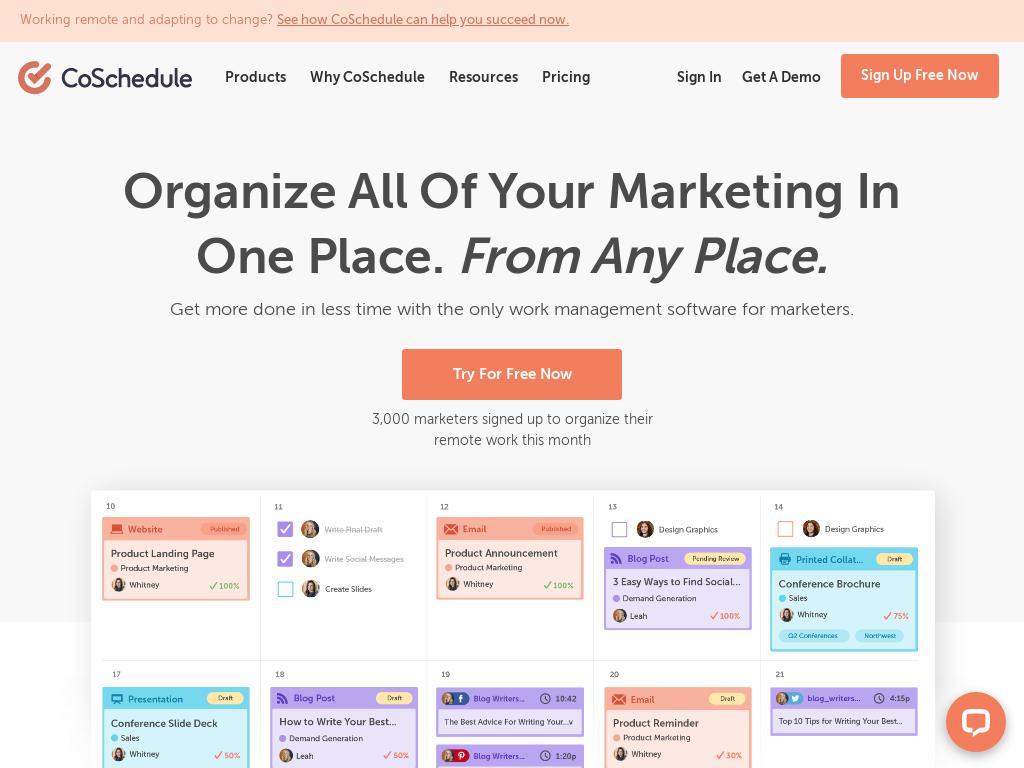 Working remote and adapting to change? See how CoSchedule can help you succeed now.
CoSchedule
Products
Why CoSchedule
Resources
Pricing
Sign In
Get A Demo
Sign Up Free Now
Organize All Of Your Marketing In
One Place. From Any Place.
Get more done in less time with the only work management software for marketers.
Try For Free Now
3,000 marketers signed up to organize their
remote work this month
10
Website
Published
Product Landing Page
Product Marketing
Whitney
100%
11
Write Final Draft
Write Social Messages
Create Slides
12
Email
Published
Product Announcement
Product Marketing
Whitney
100%
13
Design Graphics
Blog Post
Pending Review
3 Easy Ways to Find Social...
Demand Generation
Leah
100%
14
Design Graphics
Printed Collat...
Draft
Conference Brochure
Sales
Whitney
75%
Q2 Conferences
Northwest
17
Presentation
Draft
Conference Slide Deck
Sales
Whitney
50%
18
Blog Post
Draft
How to Write Your Best...
Demand Generation
Leah
50%
19
Blog Writers...
10:42
The Best Advice For Writing Your...v
Blog Writers...
1:20p
20
Email
Draft
Product Reminder
Product Marketing
Whitney
30%
21
blog_writers...
4:15p
Top 10 Tips for Writing Your Best...